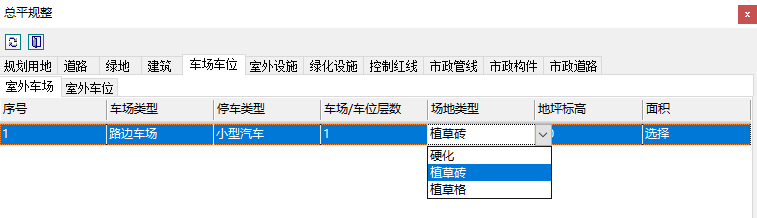 总平规整
规划用地 道路 绿地 建筑 车场车位 室外设施 绿化设施 控制红线 市政管线 市政构件 市政道路
室外车场 室外车位
序号 车场类型 停车类型 车场/车位层数 场地类型 地坪标高 面积
1 路边车场 小型汽车 1 植草砖 选择
硬化
植草砖
植草格